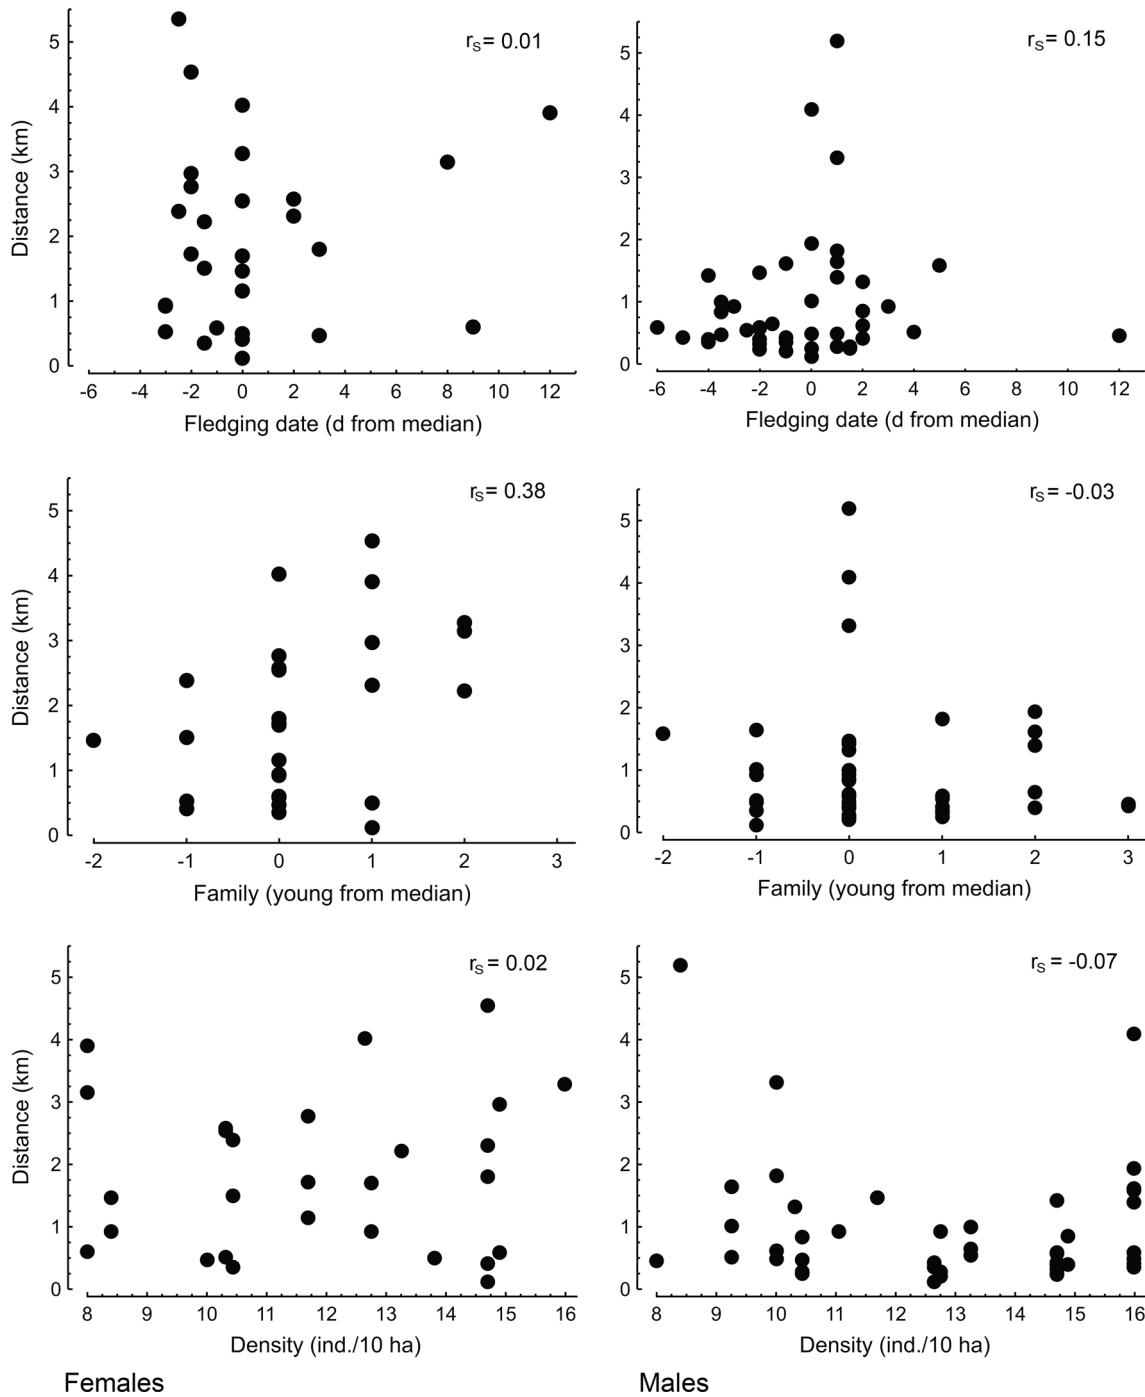 rS= 0.01
rS= 0.15
Distance (km)
5
4
3
2
1
0
5
4
3
2
1
0
-6 -4 -2 0 2 4 6 8 10 12
-6 -4 -2 0 2 4 6 8 10 12
Fledging date (d from median)
Fledging date (d from median)
rS= 0.38
rS= -0.03
Distance (km)
5
4
3
2
1
0
5
4
3
2
1
0
-2 -1 0 1 2 3
-2 -1 0 1 2 3
Family (young from median)
Family (young from median)
rS= 0.02
rS= -0.07
Distance (km)
5
4
3
2
1
0
5
4
3
2
1
0
8 9 10 11 12 13 14 15 16
8 9 10 11 12 13 14 15 16
Density (ind./10 ha)
Density (ind./10 ha)
Females
Males